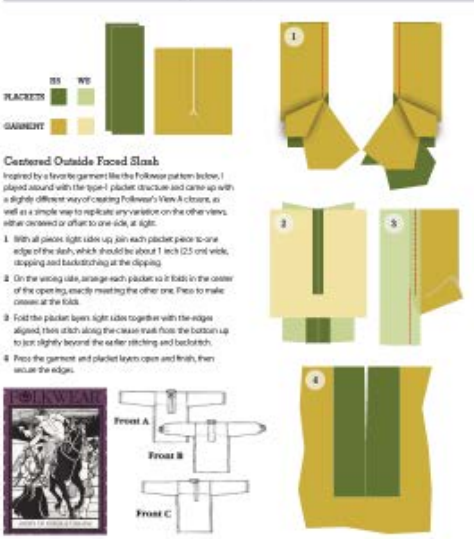 RS WS
PLACKETS
GARMENT
Centered Outside Faced Slash
Inspired by a favorite garment like the Folkwear pattern below, I
played around with the type-1 placket structure and came up with
a slightly different way of creating Folkwear's View A closure, as
well as a simple way to replicate any variation on the other views,
either centered or offset to one side, at right.
1 With all pieces right sides up, join each placket piece to one
edge of the slash, which should be about 1 inch (2.5 cm) wide,
stopping and backstitching at the clipping.
2 On the wrong side, arrange each placket so it folds in the center
of the opening, exactly meeting the other one. Press to make
creases at the folds.
3 Fold the placket layers right sides together with the edges
aligned, then stitch along the crease mark from the bottom up
to just slightly beyond the earlier stitching and backstitch.
4 Press the garment and placket layers open and finish, then
secure the edges.
FOLKWEAR
Front A
Front B
Front C
1
2
3
4